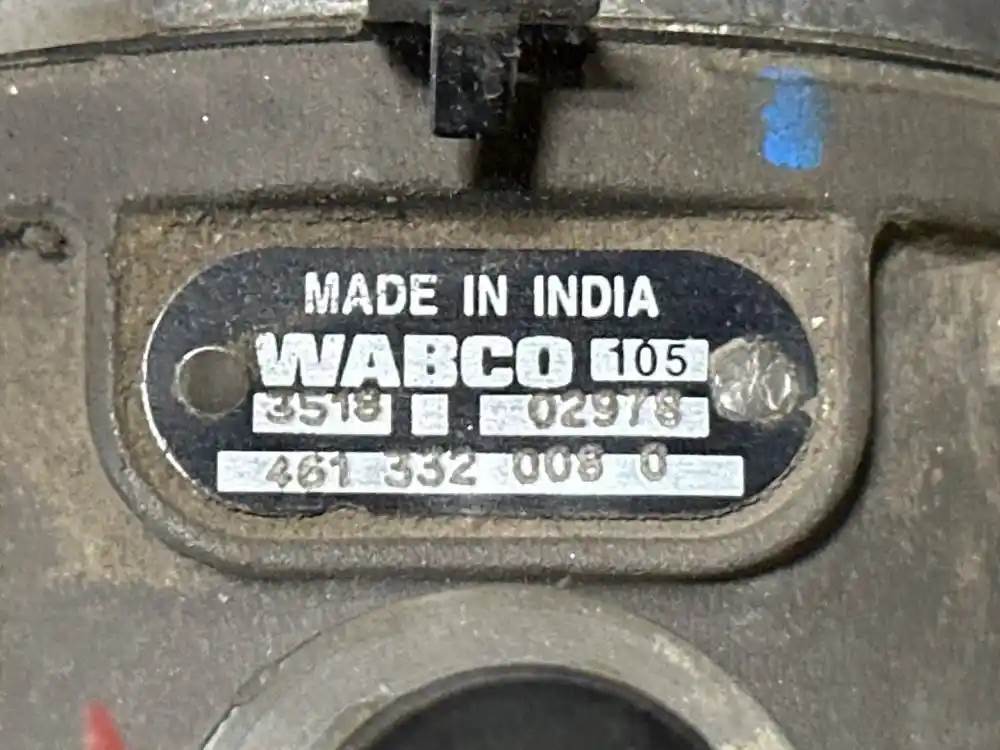 MADE IN INDIA
WABCO 105
3518 02978
461 332 008 0